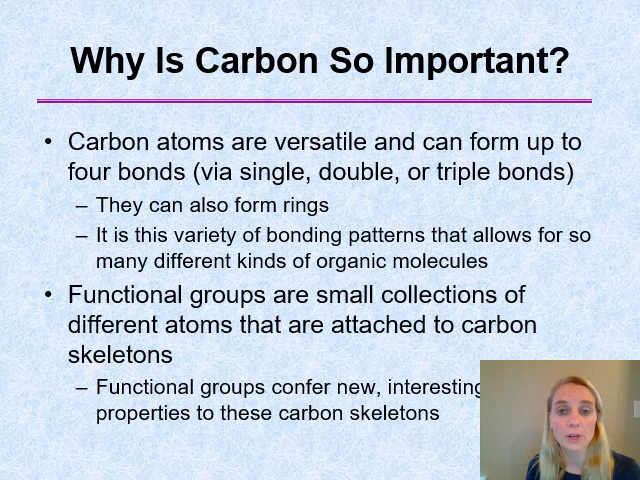 Why Is Carbon So Important?
• Carbon atoms are versatile and can form up to
four bonds (via single, double, or triple bonds)
– They can also form rings
– It is this variety of bonding patterns that allows for so
many different kinds of organic molecules
• Functional groups are small collections of
different atoms that are attached to carbon
skeletons
– Functional groups confer new, interesting
properties to these carbon skeletons